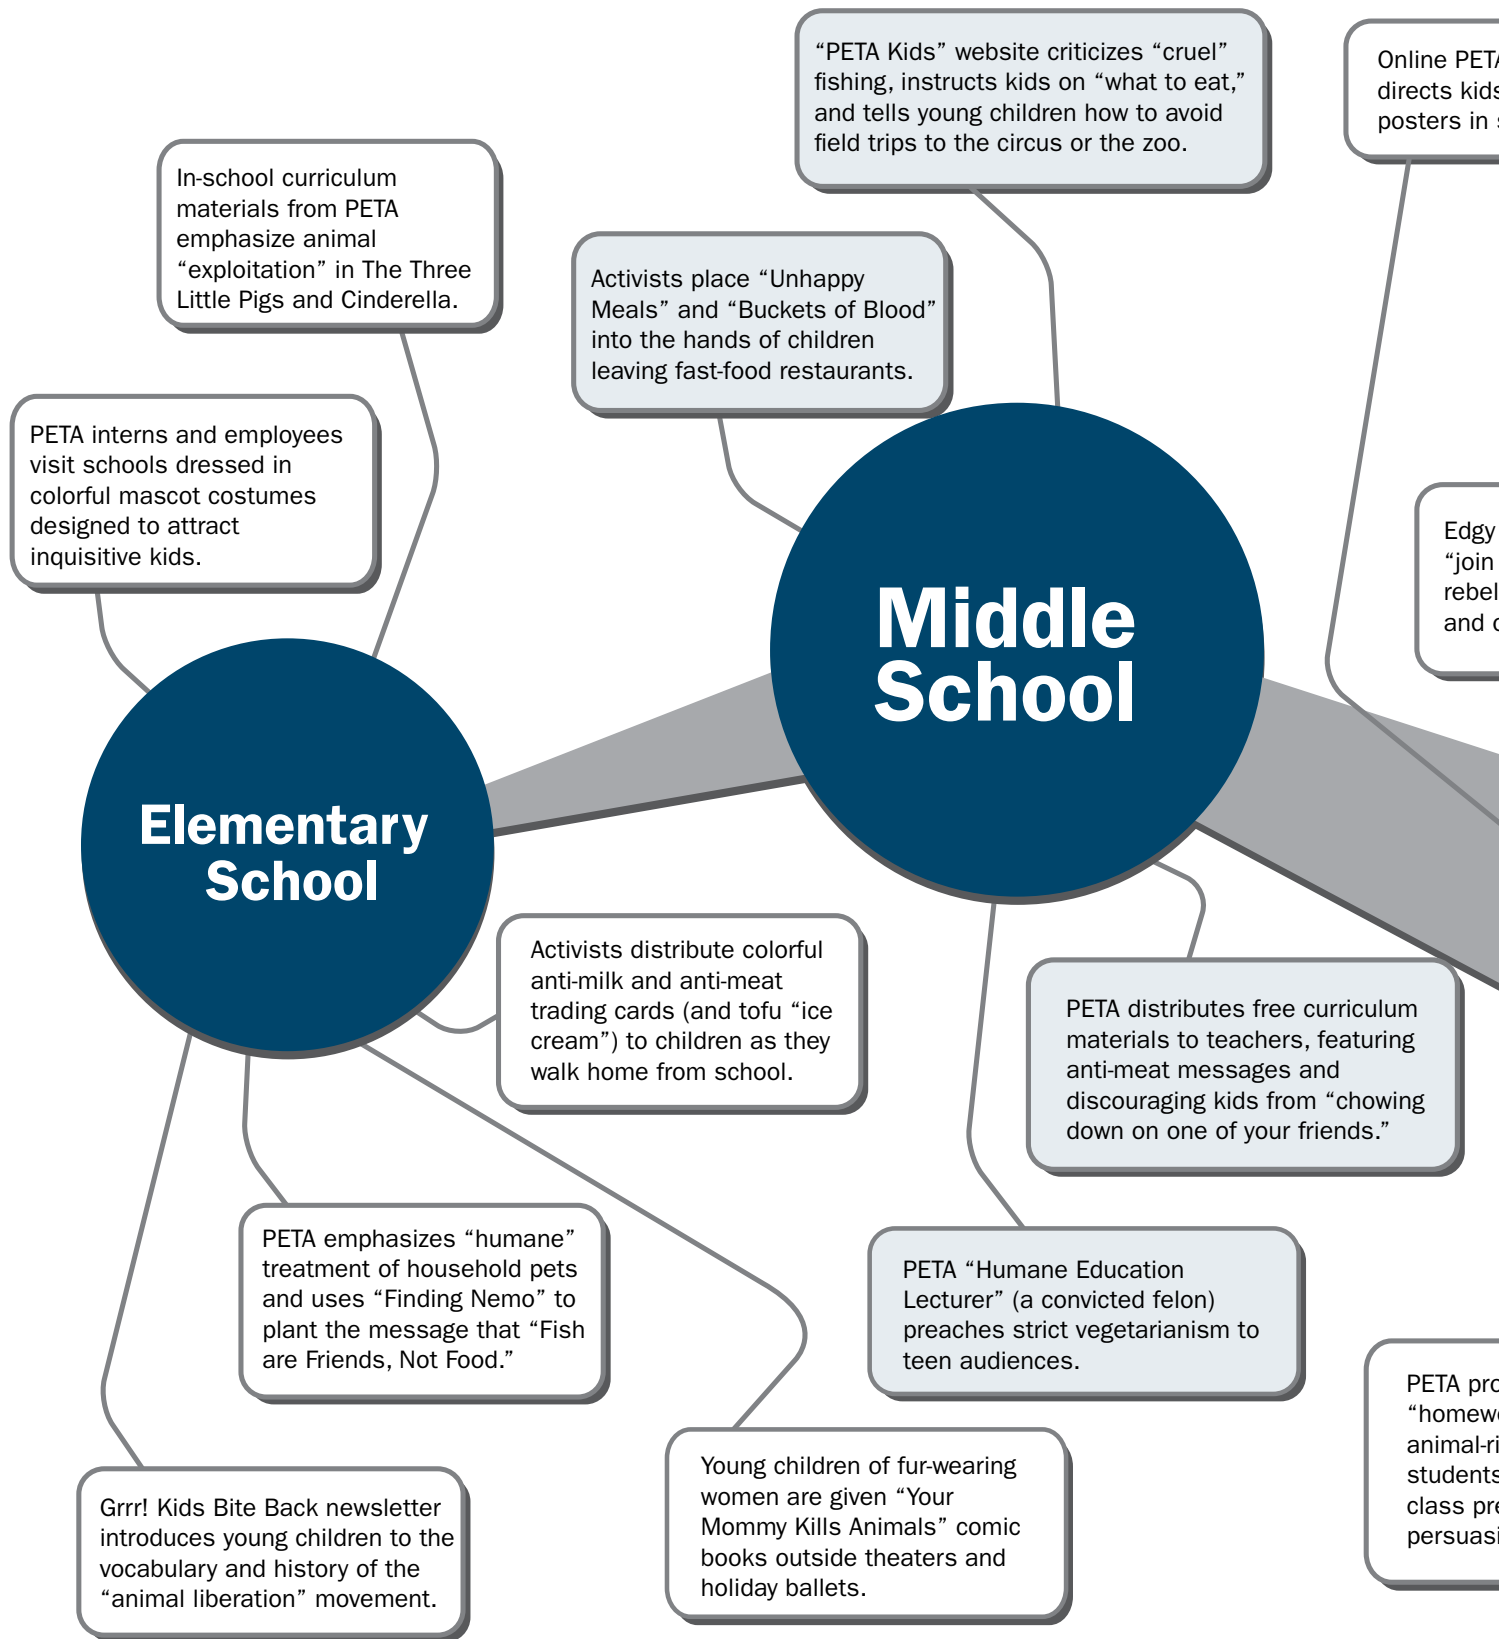 “PETA Kids” website criticizes “cruel”
fishing, instructs kids on “what to eat,”
and tells young children how to avoid
field trips to the circus or the zoo.
Online PETA
directs kids
posters in s
In-school curriculum
materials from PETA
emphasize animal
“exploitation” in The Three
Little Pigs and Cinderella.
Activists place “Unhappy
Meals” and “Buckets of Blood”
into the hands of children
leaving fast-food restaurants.
PETA interns and employees
visit schools dressed in
colorful mascot costumes
designed to attract
inquisitive kids.
Edgy
“join
rebel
and
Middle
School
Elementary
School
Activists distribute colorful
anti-milk and anti-meat
trading cards (and tofu “ice
cream”) to children as they
walk home from school.
PETA distributes free curriculum
materials to teachers, featuring
anti-meat messages and
discouraging kids from “chowing
down on one of your friends.”
PETA emphasizes “humane”
treatment of household pets
and uses “Finding Nemo” to
plant the message that “Fish
are Friends, Not Food.”
PETA “Humane Education
Lecturer” (a convicted felon)
preaches strict vegetarianism to
teen audiences.
PETA pro
“homew
animal-ri
students
class pre
persuasi
Young children of fur-wearing
women are given “Your
Mommy Kills Animals” comic
books outside theaters and
holiday ballets.
Grrr! Kids Bite Back newsletter
introduces young children to the
vocabulary and history of the
“animal liberation” movement.